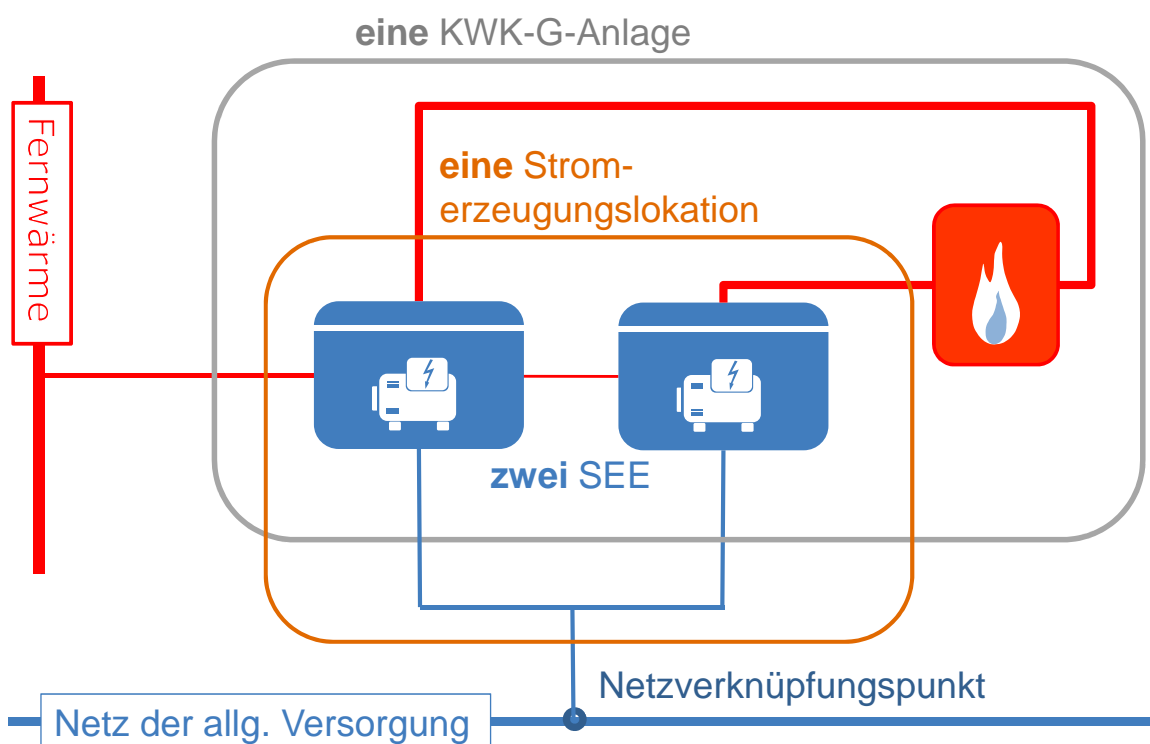 eine KWK-G-Anlage
Fernwärme
eine Strom-
erzeugungslokation
zwei SEE
Netzverknüpfungspunkt
Netz der allg. Versorgung